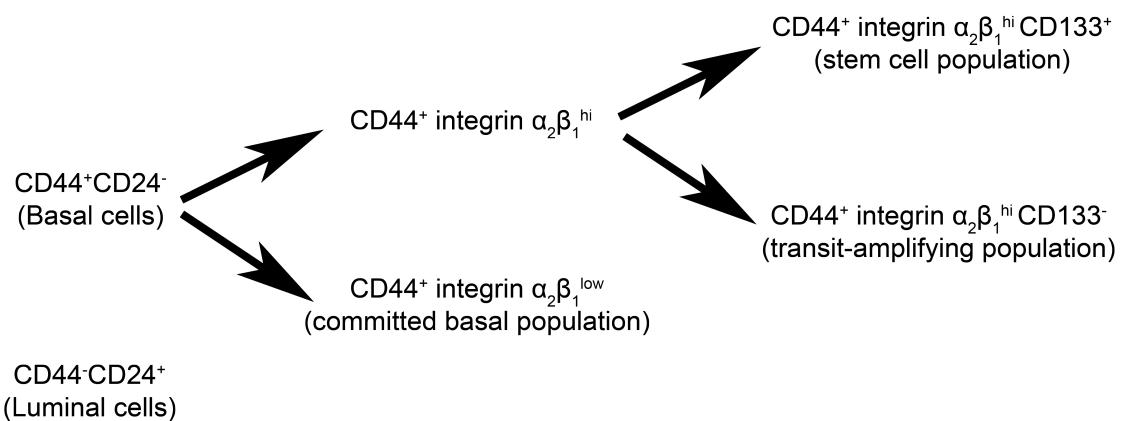 CD44⁺ integrin α₂β₁ʰⁱ CD133⁺
(stem cell population)
CD44⁺ integrin α₂β₁ʰⁱ
CD44⁺CD24⁻
(Basal cells)
CD44⁺ integrin α₂β₁ʰⁱ CD133⁻
(transit-amplifying population)
CD44⁺ integrin α₂β₁ˡᵒʷ
(committed basal population)
CD44⁻CD24⁺
(Luminal cells)